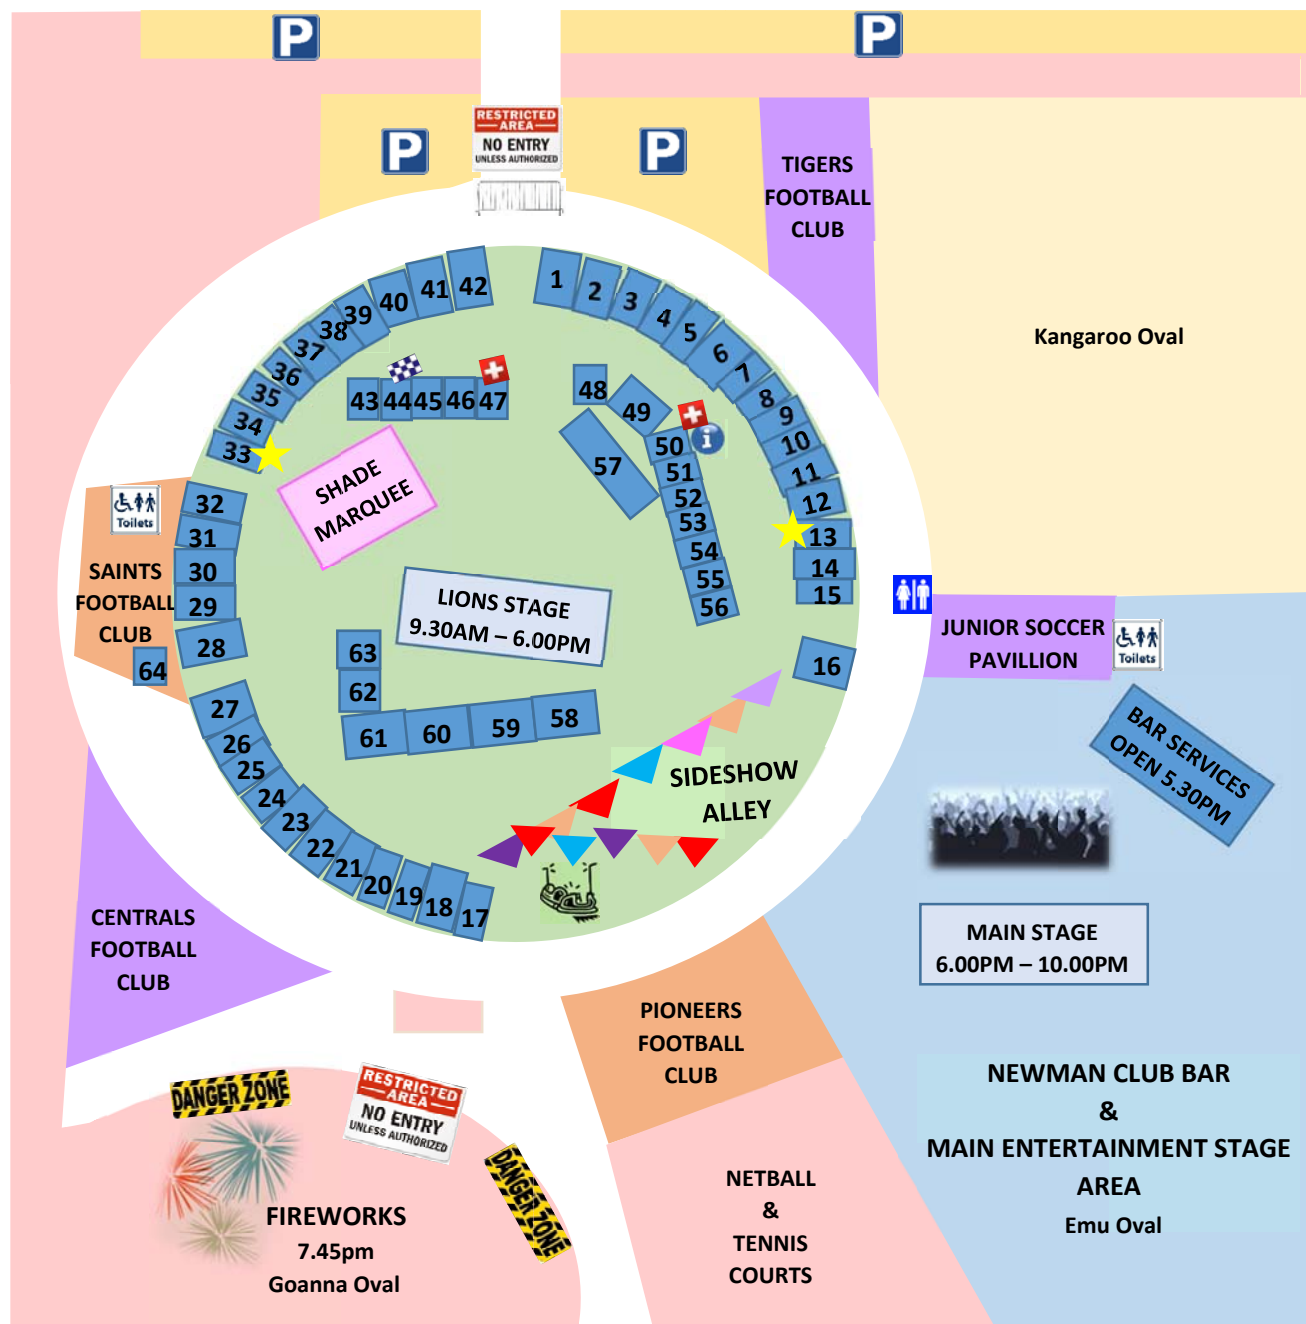 P
P
RESTRICTED
AREA
NO ENTRY
UNLESS AUTHORIZED
P
P
TIGERS
FOOTBALL
CLUB
Kangaroo Oval
1
2
3
4
5
6
7
8
9
10
11
12
13
14
15
16
42
41
40
39
38
37
36
35
34
33
43
44
45
46
47
48
49
50
i
51
52
53
54
55
56
57
SHADE
MARQUEE
Toilets
32
31
30
29
28
SAINTS
FOOTBALL
CLUB
64
LIONS STAGE
9.30AM – 6.00PM
JUNIOR SOCCER
PAVILLION
Toilets
63
62
61
60
59
58
27
26
25
24
23
22
21
20
19
18
17
SIDESHOW
ALLEY
BAR SERVICES
OPEN 5.30PM
CENTRALS
FOOTBALL
CLUB
MAIN STAGE
6.00PM – 10.00PM
PIONEERS
FOOTBALL
CLUB
NEWMAN CLUB BAR
&
MAIN ENTERTAINMENT STAGE
AREA
Emu Oval
DANGER ZONE
RESTRICTED
AREA
NO ENTRY
UNLESS AUTHORIZED
DANGER ZONE
FIREWORKS
7.45pm
Goanna Oval
NETBALL
&
TENNIS
COURTS